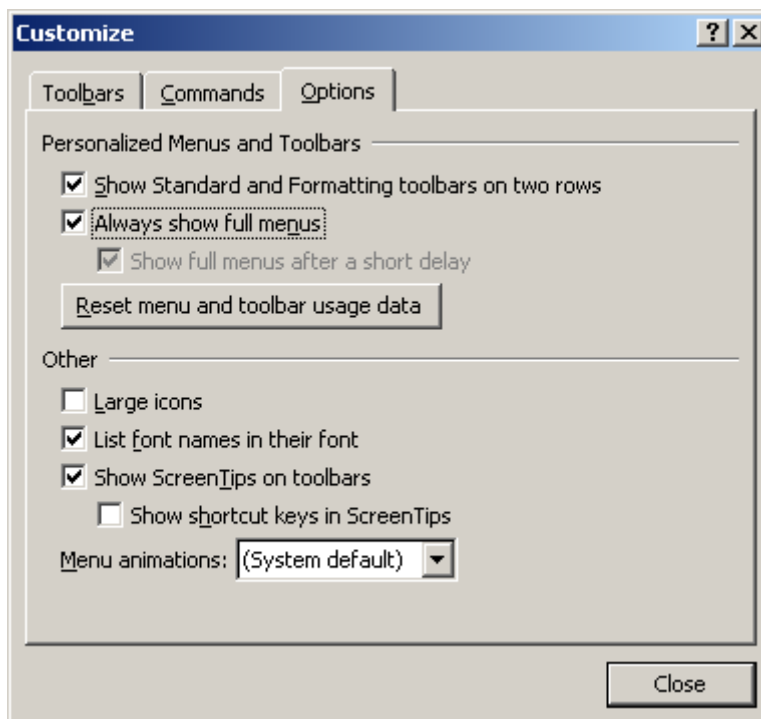 Customize
Toolbars Commands Options
Personalized Menus and Toolbars
Show Standard and Formatting toolbars on two rows
Always show full menus
Show full menus after a short delay
Reset menu and toolbar usage data
Other
Large icons
List font names in their font
Show ScreenTips on toolbars
Show shortcut keys in ScreenTips
Menu animations: (System default)
Close